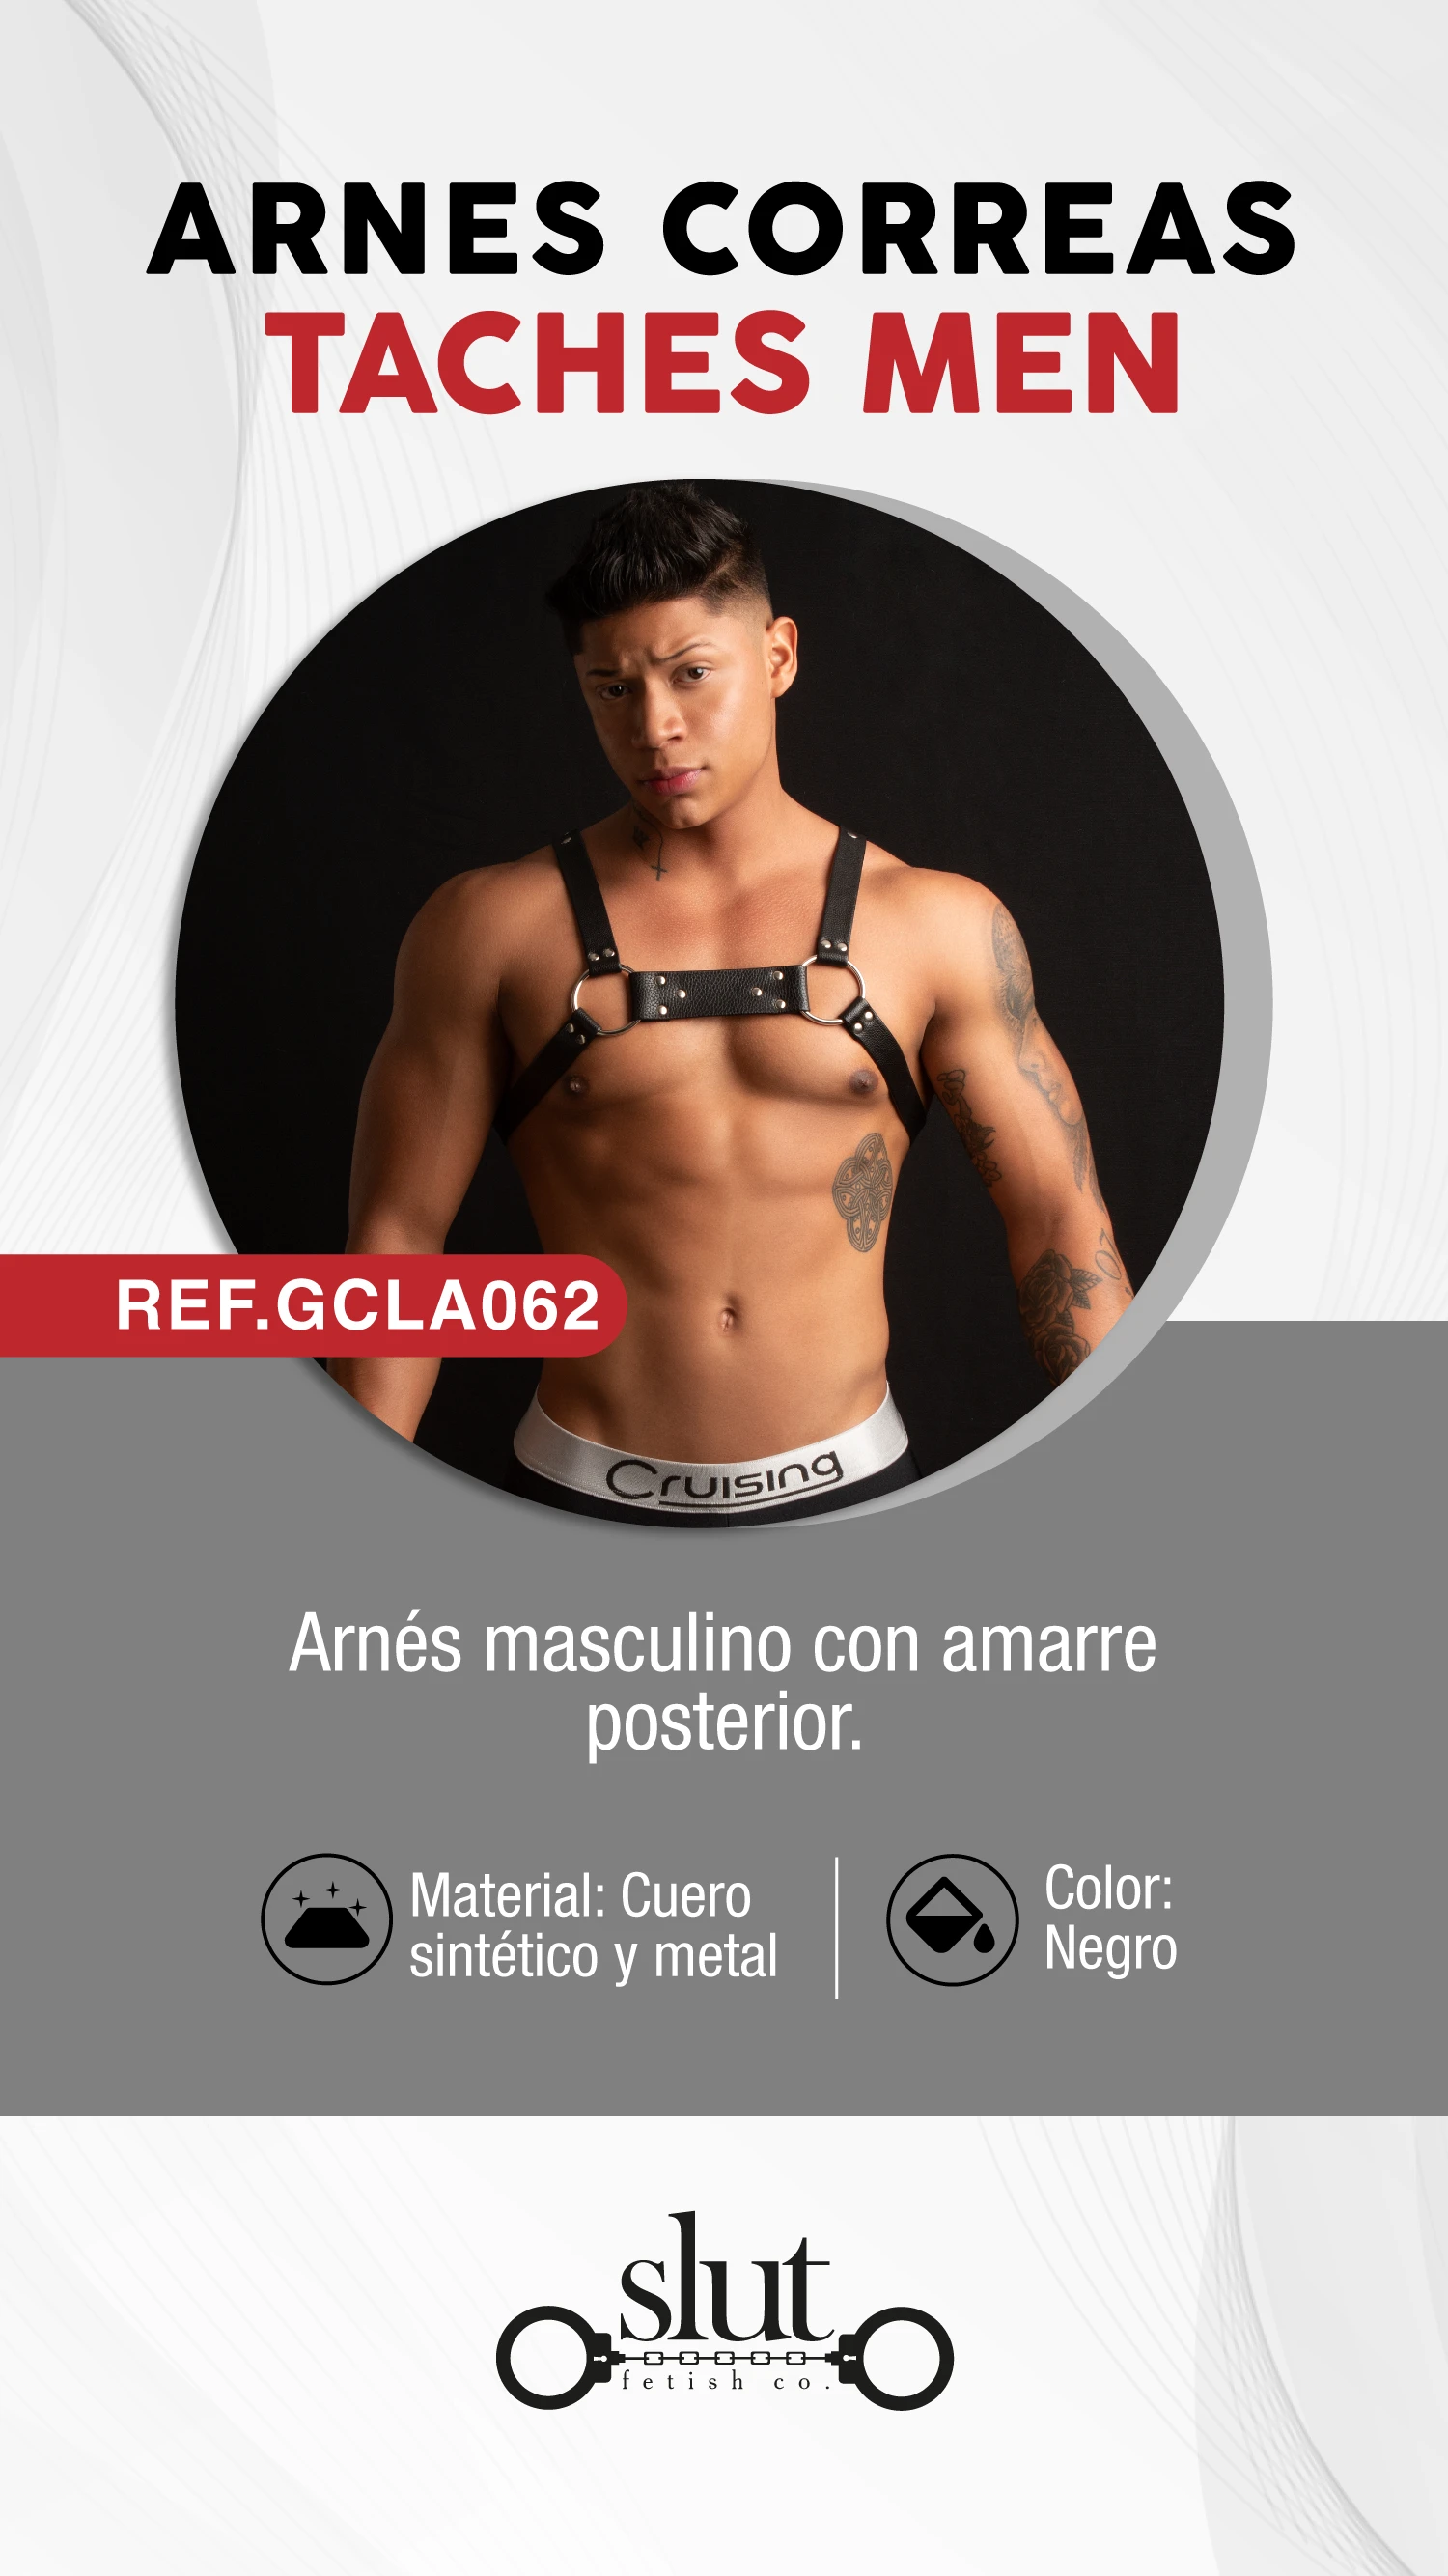 ARNES CORREAS
TACHES MEN
REF.GCLA062
Cruising
Arnés masculino con amarre
posterior.
Material: Cuero
sintético y metal
Color:
Negro
slut
fetish co.